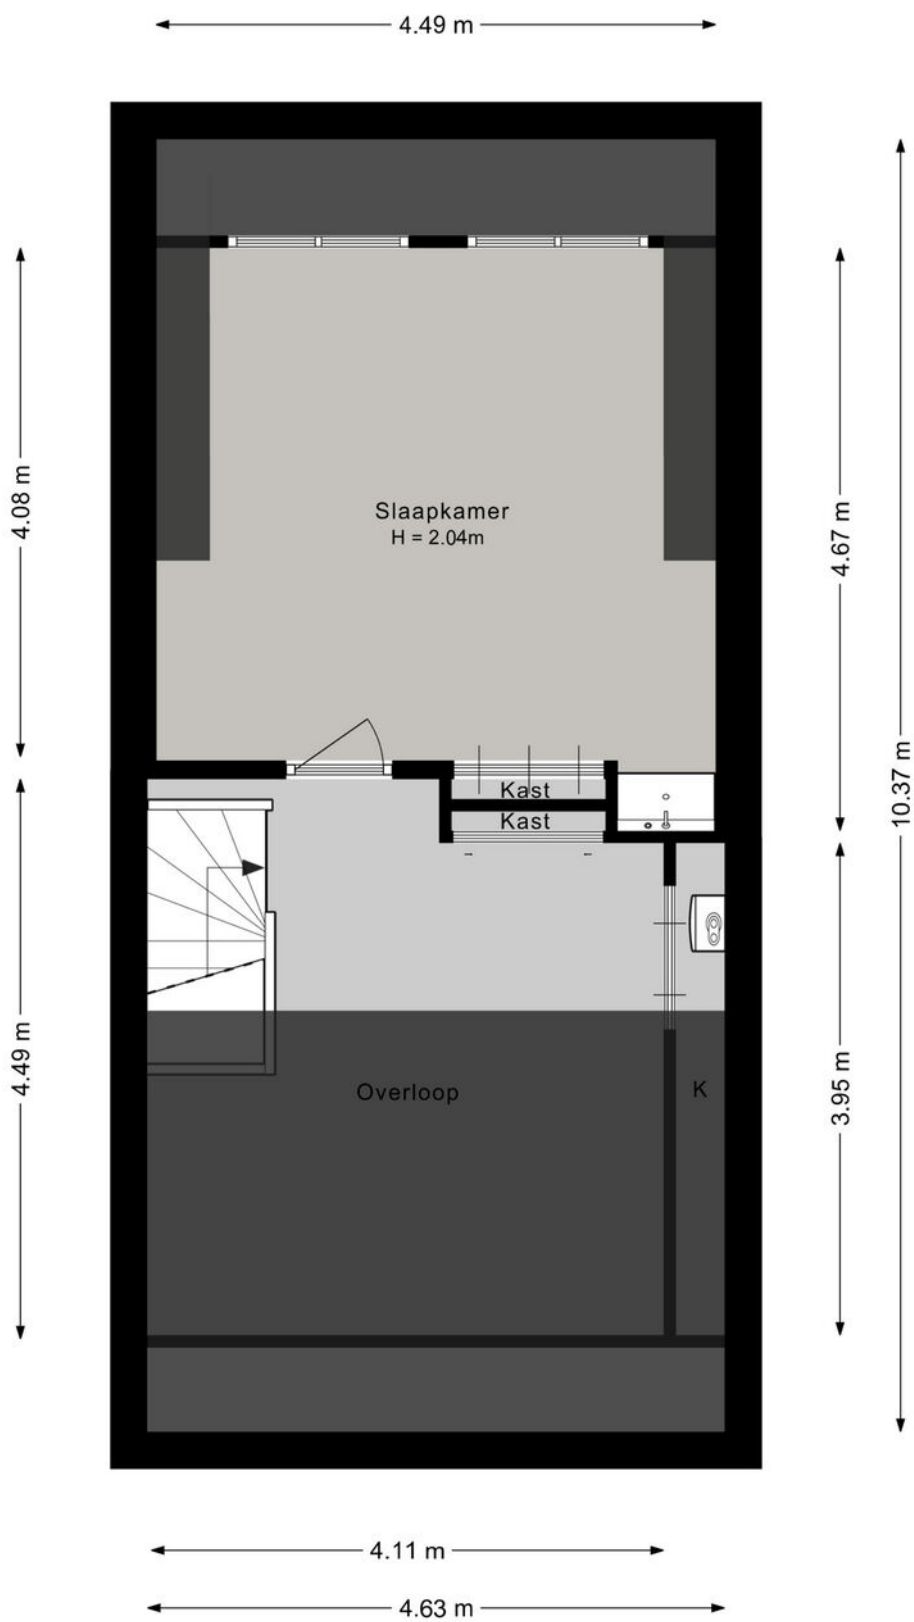 4.49 m
4.08 m
4.67 m
Slaapkamer
H = 2.04m
10.37 m
Kast
Kast
4.49 m
3.95 m
Overloop
K
4.11 m
4.63 m